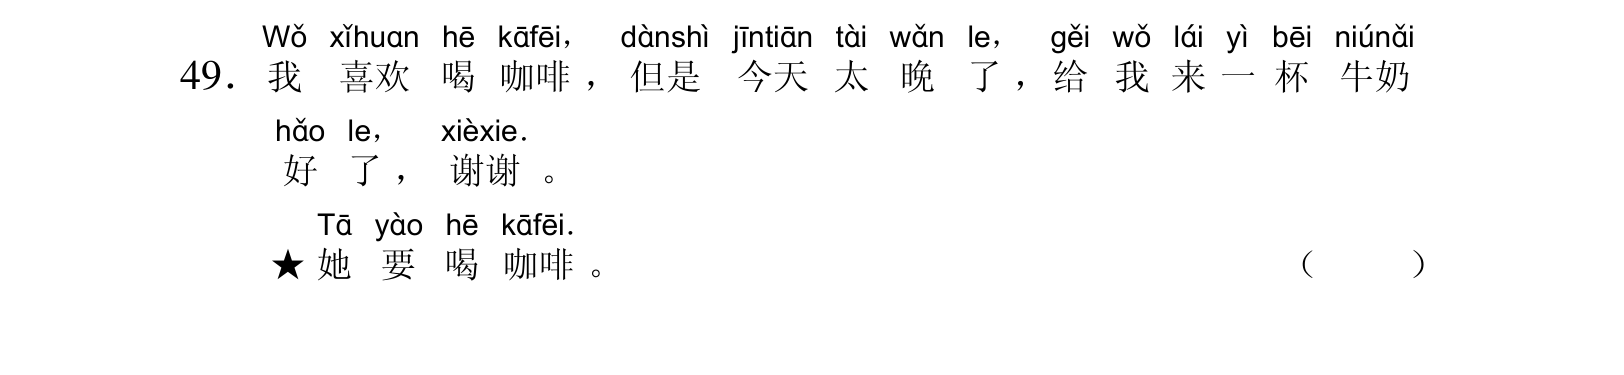 Wǒ xǐhuan hē kāfēi, dànshì jīntiān tài wǎn le, gěi wǒ lái yì bēi niúnǎi
49. 我 喜欢 喝 咖啡，但是 今天 太 晚 了，给 我 来 一 杯 牛奶
hǎo le, xièxie.
好 了，谢谢。
Tā yào hē kāfēi.
★ 她 要 喝 咖啡。 （ ）